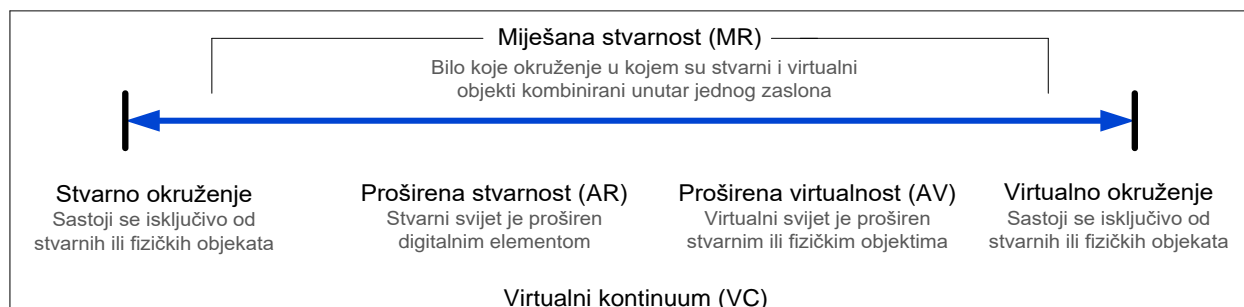 Miješana stvarnost (MR)
Bilo koje okruženje u kojem su stvarni i virtualni
objekti kombinirani unutar jednog zaslona
Stvarno okruženje
Sastoji se isključivo od
stvarnih ili fizičkih objekata
Proširena stvarnost (AR)
Stvarni svijet je proširen
digitalnim elementom
Proširena virtualnost (AV)
Virtualni svijet je proširen
stvarnim ili fizičkim objektima
Virtualno okruženje
Sastoji se isključivo od
stvarnih ili fizičkih objekata
Virtualni kontinuum (VC)